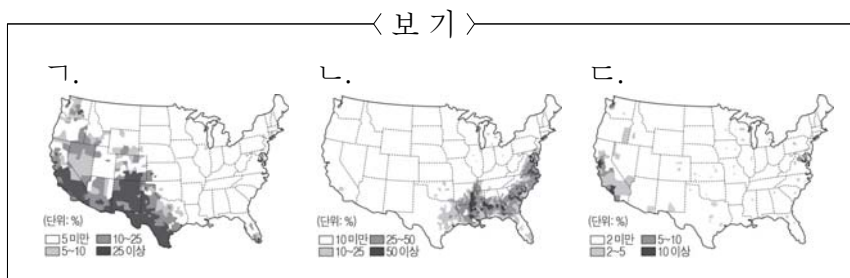 〈보 기〉
ㄱ. ㄴ. ㄷ.
(단위: %) (단위: %) (단위: %)
5 미만 10~25 10 미만 25~50 2 미만 5~10
5~10 25 이상 10~25 50 이상 2~5 10 이상